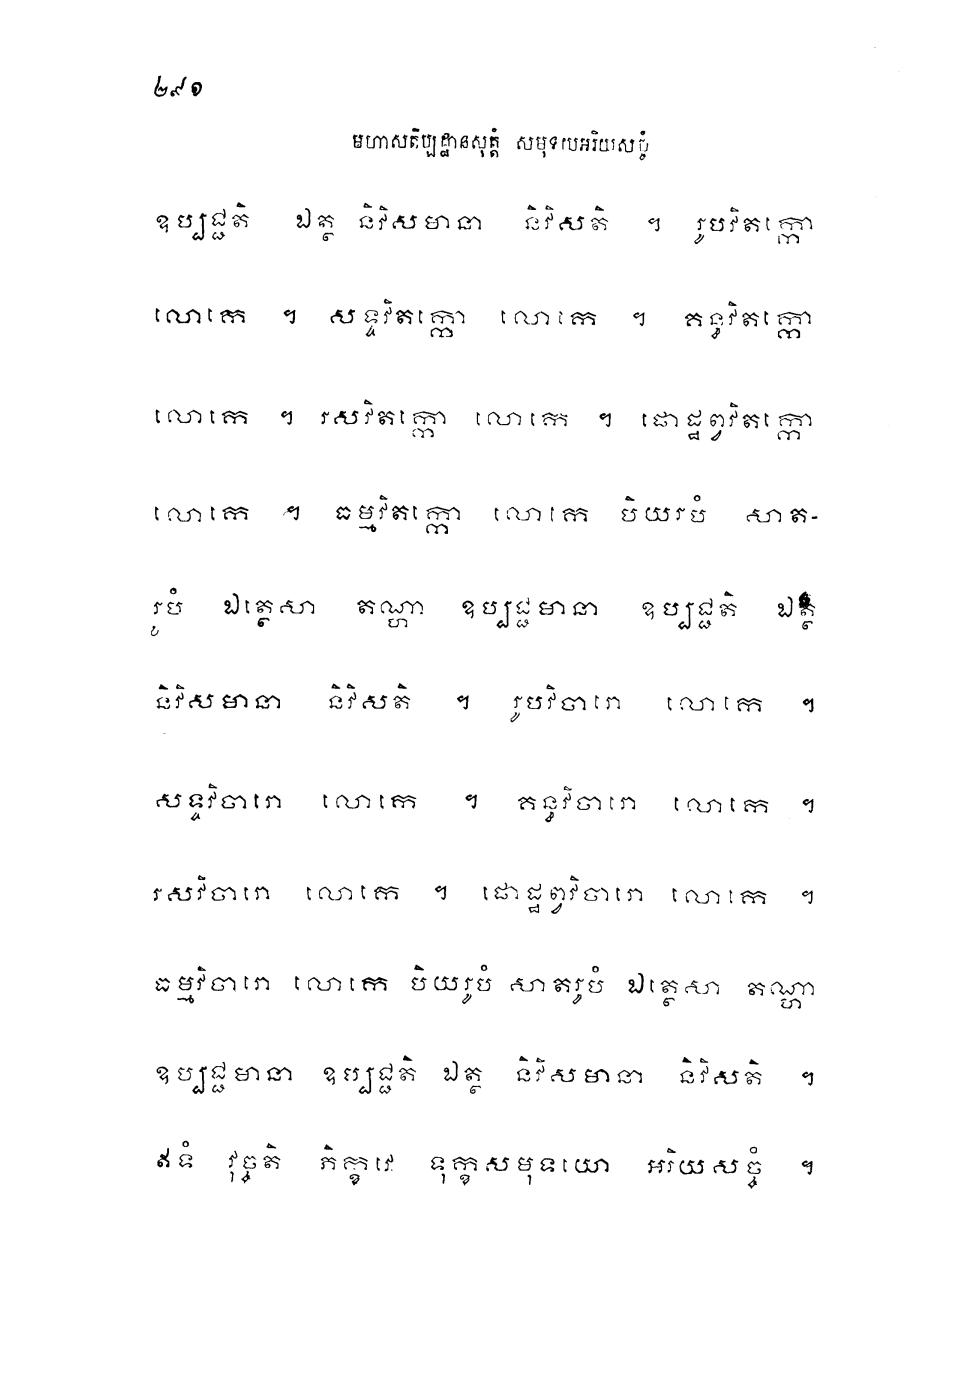 ២៩១
មហាសតិប្បដ្ឋានសុត្តំ សមុទយអរិយសច្ចំ
ឧប្បជ្ជតិ ឯត្ថ និវិសមានា និវិសតិ ។ រូបវិតក្កោ
លោកេ ។ សទ្ទវិតក្កោ លោកេ ។ គន្ធវិតក្កោ
លោកេ ។ រសវិតក្កោ លោកេ ។ ផោដ្ឋព្វវិតក្កោ
លោកេ ។ ធម្មវិតក្កោ លោកេ បិយរបំ សាត-
រូបំ ឯត្ថេសា តណ្ហា ឧប្បជ្ជមានា ឧប្បជ្ជតិ ឯត្ថ
និវិសមានា និវិសតិ ។ រូបវិចារោ លោកេ ។
សទ្ទវិចារោ លោកេ ។ គន្ធវិចារោ លោកេ ។
រសវិចារោ លោកេ ។ ផោដ្ឋព្វវិចារោ លោកេ ។
ធម្មវិចារោ លោកេ បិយរូបំ សាតរូបំ ឯត្ថេសា តណ្ហា
ឧប្បជ្ជមានា ឧប្បជ្ជតិ ឯត្ថ និវិសមានា និវិសតិ ។
ឥទំ វុច្ចតិ ភិក្ខវេ ទុក្ខសមុទយោ អរិយសច្ចំ ។